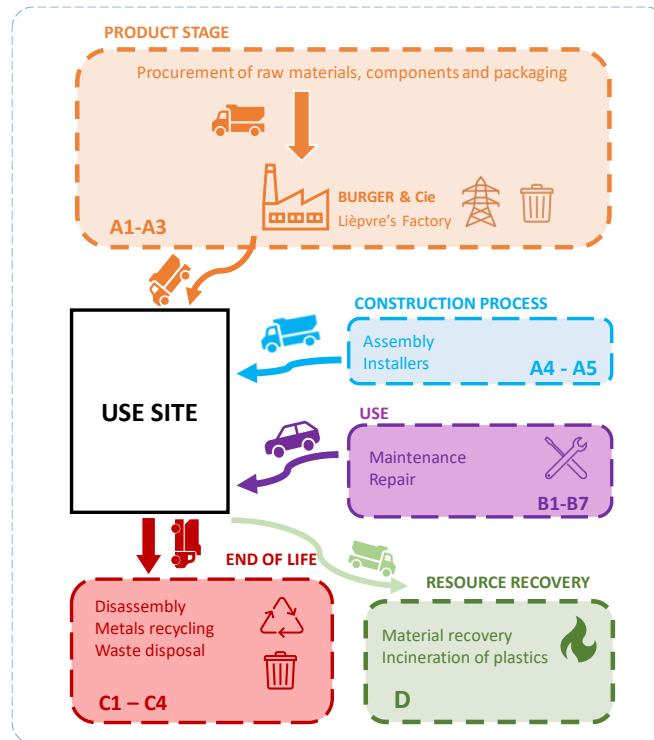 PRODUCT STAGE
Procurement of raw materials, components and packaging
BURGER & Cie
Lièpvre's Factory
A1-A3
CONSTRUCTION PROCESS
Assembly
Installers
A4 - A5
USE SITE
USE
Maintenance
Repair
B1-B7
END OF LIFE
Disassembly
Metals recycling
Waste disposal
C1 – C4
RESOURCE RECOVERY
Material recovery
Incineration of plastics
D